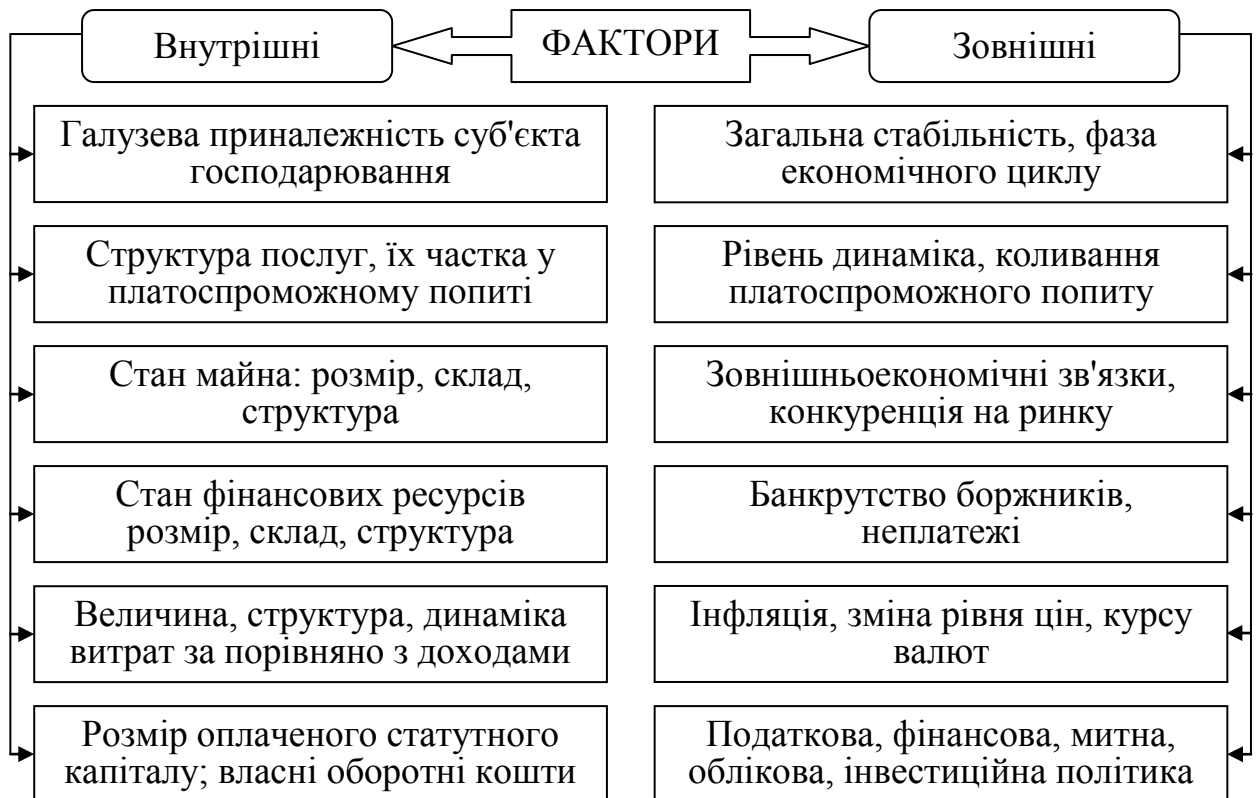 Внутрішні
ФАКТОРИ
Зовнішні
Галузева приналежність суб'єкта
господарювання
Структура послуг, їх частка у
платоспроможному попиті
Стан майна: розмір, склад,
структура
Стан фінансових ресурсів
розмір, склад, структура
Величина, структура, динаміка
витрат за порівняно з доходами
Розмір оплаченого статутного
капіталу; власні оборотні кошти
Загальна стабільність, фаза
економічного циклу
Рівень динаміка, коливання
платоспроможного попиту
Зовнішньоекономічні зв'язки,
конкуренція на ринку
Банкрутство боржників,
неплатежі
Інфляція, зміна рівня цін, курсу
валют
Податкова, фінансова, митна,
облікова, інвестиційна політика